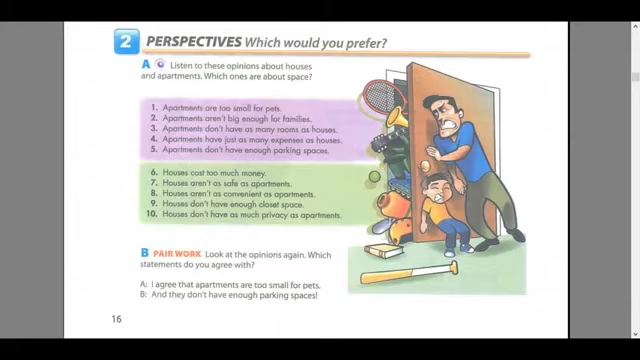 2 PERSPECTIVES Which would you prefer?
A Listen to these opinions about houses
and apartments. Which ones are about space?
1. Apartments are too small for pets.
2. Apartments aren't big enough for families.
3. Apartments don't have as many rooms as houses.
4. Apartments have just as many expenses as houses.
5. Apartments don't have enough parking spaces.
6. Houses cost too much money.
7. Houses aren't as safe as apartments.
8. Houses aren't as convenient as apartments.
9. Houses don't have enough closet space.
10. Houses don't have as much privacy as apartments.
B PAIR WORK Look at the opinions again. Which
statements do you agree with?
A: I agree that apartments are too small for pets.
B: And they don't have enough parking spaces!
16